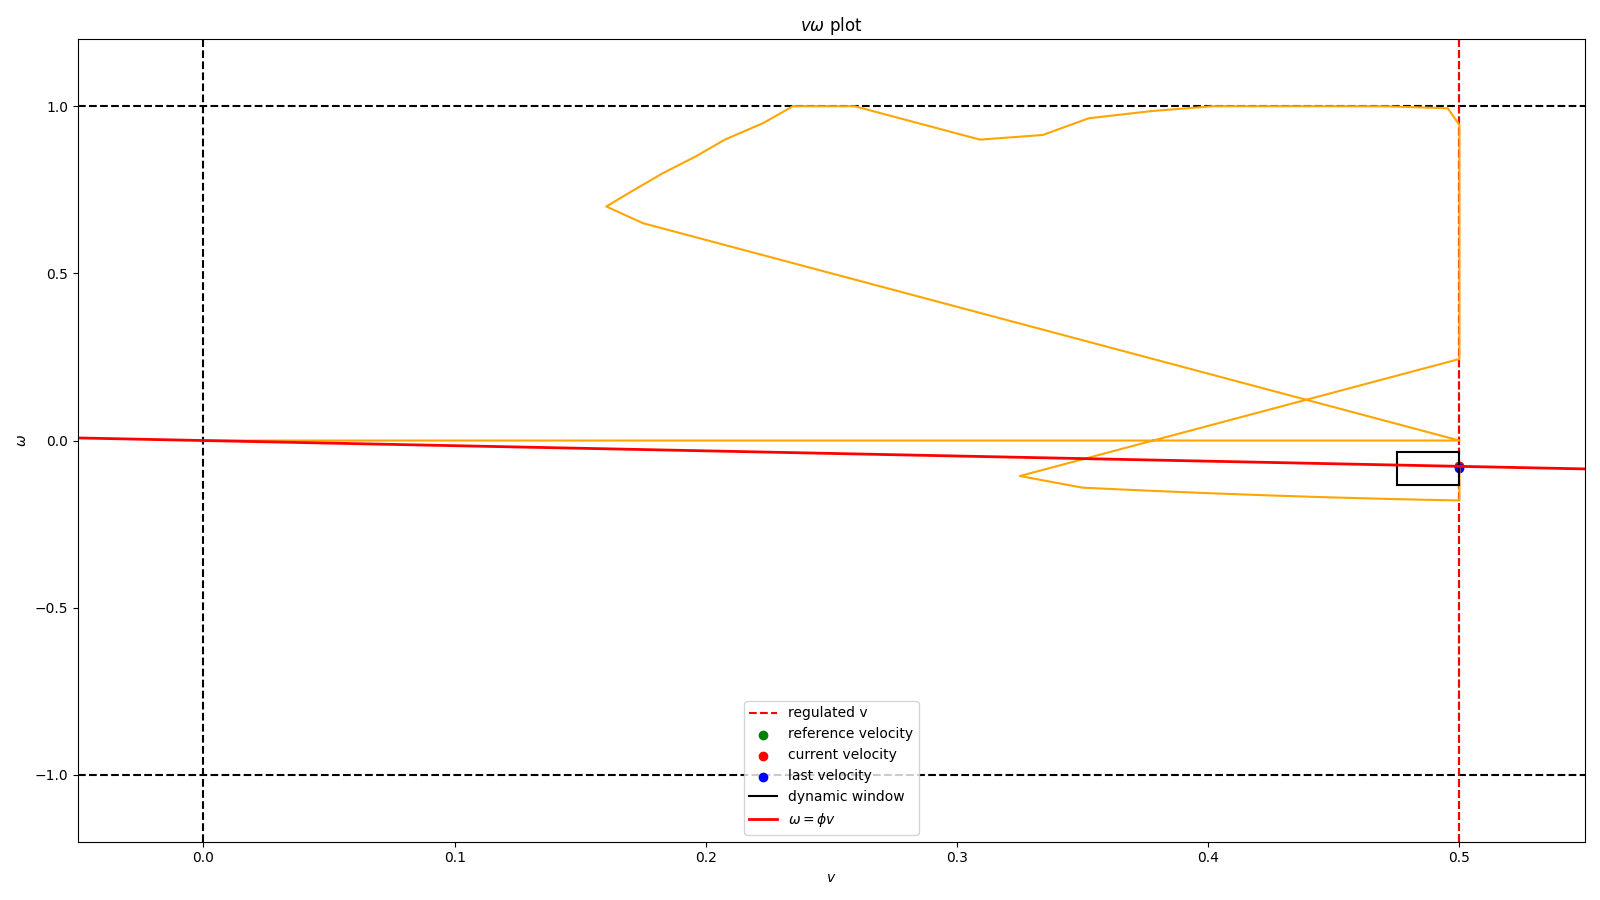 vω plot
1.0
0.5
0.0
−0.5
−1.0
ω
0.0 0.1 0.2 0.3 0.4 0.5
v
regulated v
reference velocity
current velocity
last velocity
dynamic window
ω = ϕv